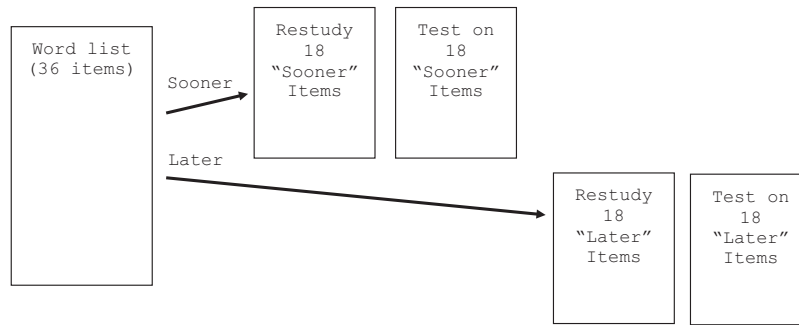 Word list
(36 items)
Sooner
Later
Restudy
18
“Sooner”
Items
Test on
18
“Sooner”
Items
Restudy
18
“Later”
Items
Test on
18
“Later”
Items